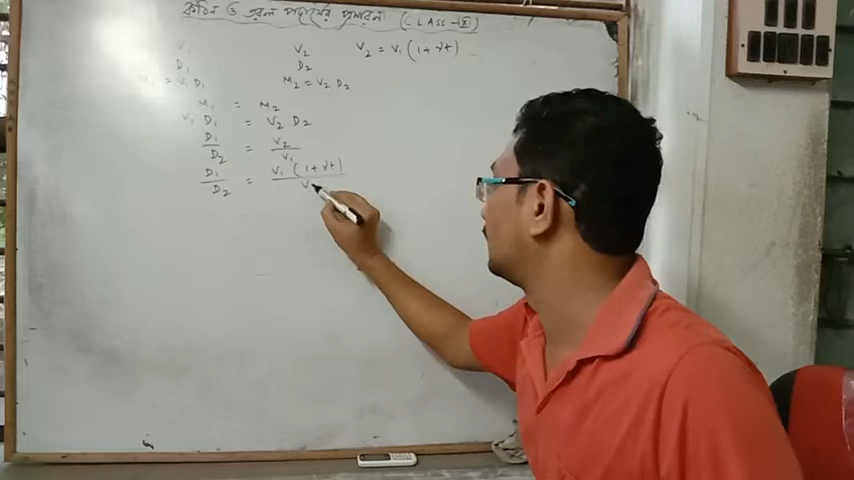 কঠিন ও তরল পদার্থের প্রসারণ (CLASS-IX)
V₁ V₂ V₂ = V₁ (1 + γt)
D₁ D₂
M₁ = V₁ D₁ M₂ = V₂ D₂
M₁ = M₂
V₁ D₁ = V₂ D₂
D₁/D₂ = V₂/V₁
D₁/D₂ = V₁ (1 + γt)/V